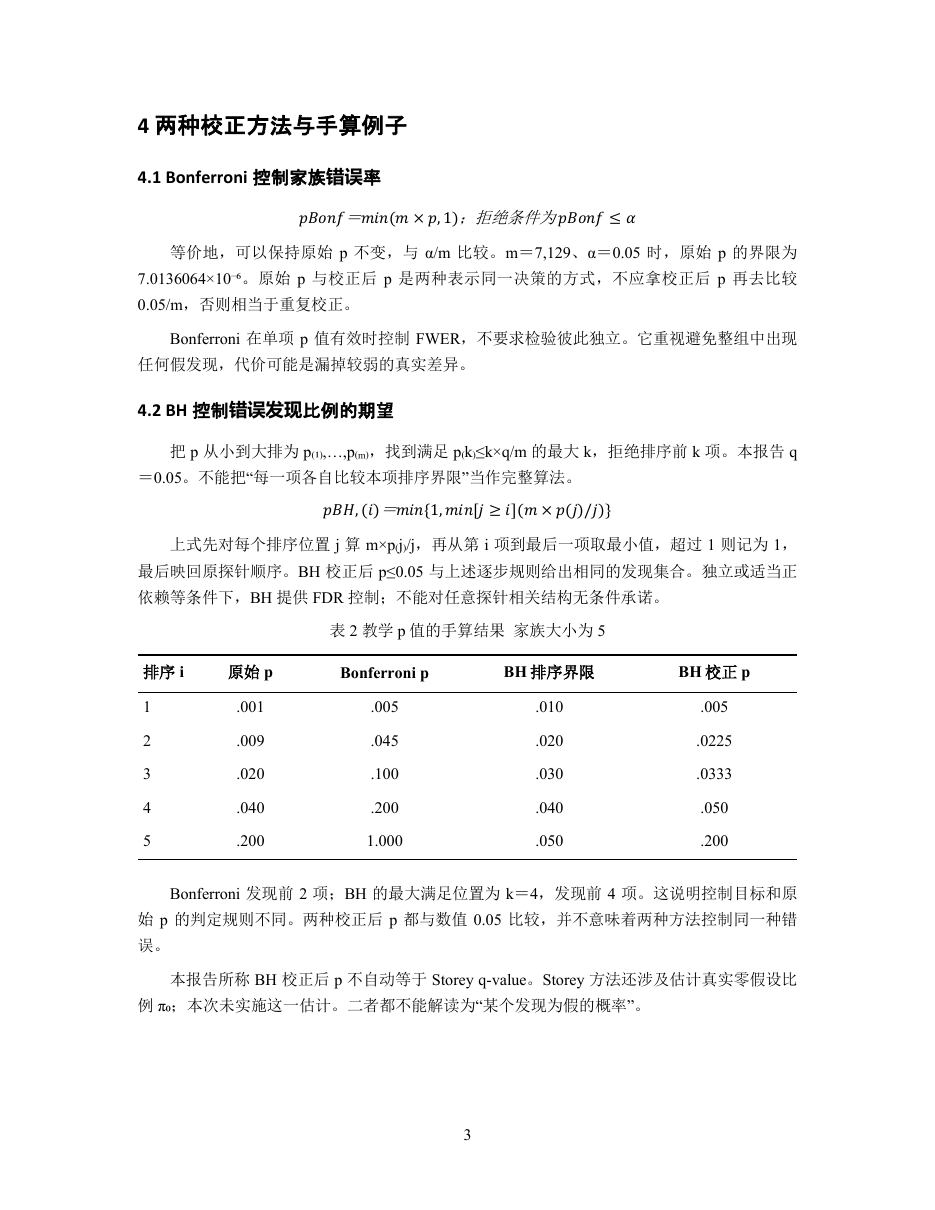 4 两种校正方法与手算例子
4.1 Bonferroni 控制家族错误率
pBonf＝min(m × p, 1)；拒绝条件为pBonf ≤ α
等价地，可以保持原始 p 不变，与 α/m 比较。m＝7,129、α＝0.05 时，原始 p 的界限为
7.0136064×10⁻⁶。原始 p 与校正后 p 是两种表示同一决策的方式，不应拿校正后 p 再去比较
0.05/m，否则相当于重复校正。
Bonferroni 在单项 p 值有效时控制 FWER，不要求检验彼此独立。它重视避免整组中出现
任何假发现，代价可能是漏掉较弱的真实差异。
4.2 BH 控制错误发现比例的期望
把 p 从小到大排为 p₍₁₎,…,p₍ₘ₎，找到满足 p₍k₎≤k×q/m 的最大 k，拒绝排序前 k 项。本报告 q
＝0.05。不能把“每一项各自比较本项排序界限”当作完整算法。
pBH, (i)＝min{1, min[j ≥ i](m × p(j)/j)}
上式先对每个排序位置 j 算 m×p₍j₎/j，再从第 i 项到最后一项取最小值，超过 1 则记为 1，
最后映回原探针顺序。BH 校正后 p≤0.05 与上述逐步规则给出相同的发现集合。独立或适当正
依赖等条件下，BH 提供 FDR 控制；不能对任意探针相关结构无条件承诺。
表 2 教学 p 值的手算结果 家族大小为 5
排序 i 原始 p Bonferroni p BH 排序界限 BH 校正 p
1 .001 .005 .010 .005
2 .009 .045 .020 .0225
3 .020 .100 .030 .0333
4 .040 .200 .040 .050
5 .200 1.000 .050 .200
Bonferroni 发现前 2 项；BH 的最大满足位置为 k＝4，发现前 4 项。这说明控制目标和原
始 p 的判定规则不同。两种校正后 p 都与数值 0.05 比较，并不意味着两种方法控制同一种错
误。
本报告所称 BH 校正后 p 不自动等于 Storey q-value。Storey 方法还涉及估计真实零假设比
例 π₀；本次未实施这一估计。二者都不能解读为“某个发现为假的概率”。
3